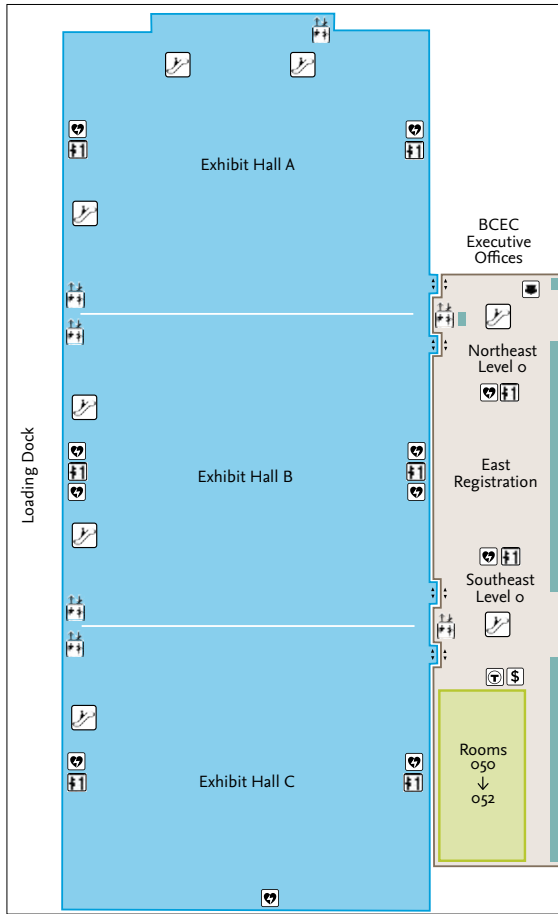 Exhibit Hall A
BCEC
Executive
Offices
Northeast
Level 0
Loading Dock
Exhibit Hall B
East
Registration
Southeast
Level 0
T $
Rooms
050
↓
052
Exhibit Hall C